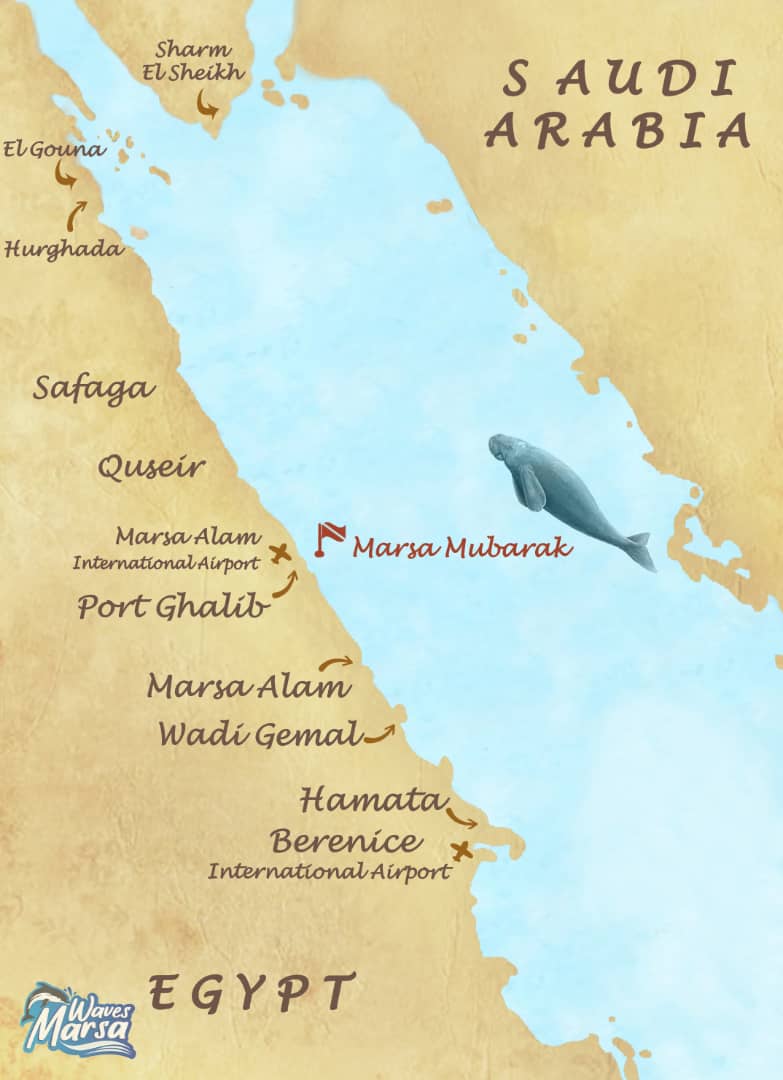 Sharm
El Sheikh
S AUDI
ARABIA
El Gouna
Hurghada
Safaga
Quseir
Marsa Alam
International Airport
Marsa Mubarak
Port Ghalib
Marsa Alam
Wadi Gemal
Hamata
Berenice
International Airport
EGYPT
Waves
Marsa